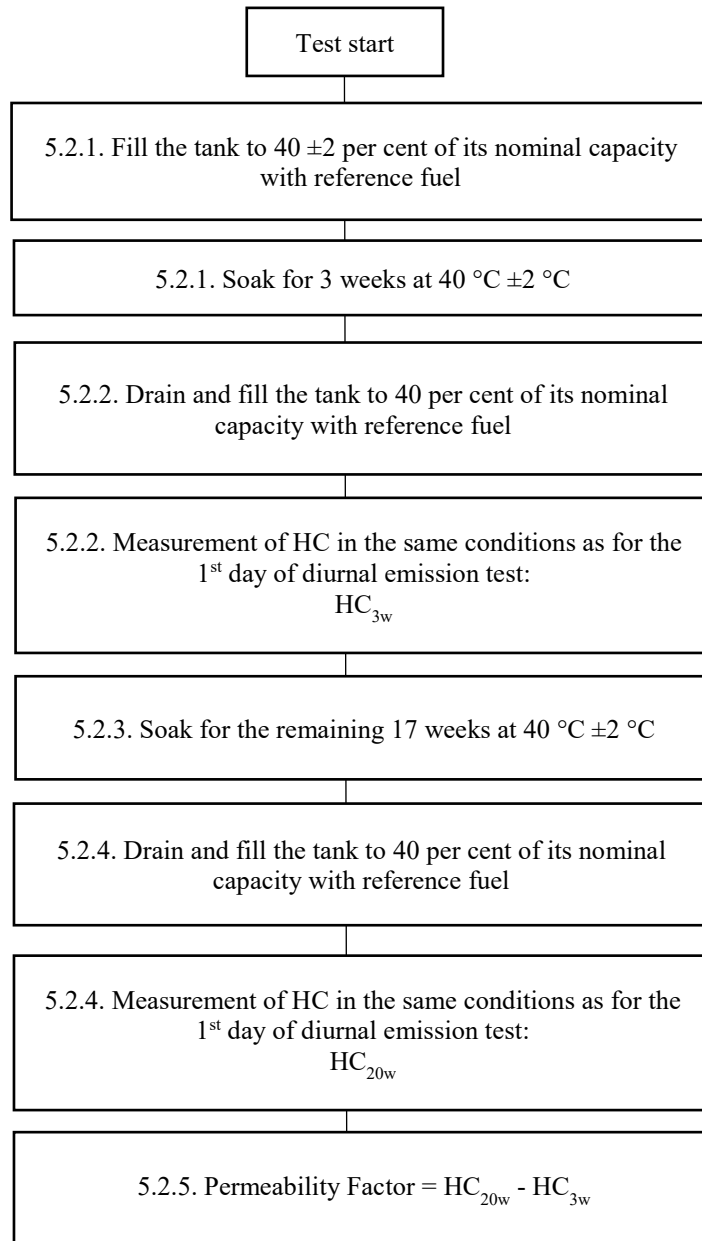 Test start
5.2.1. Fill the tank to 40 ±2 per cent of its nominal capacity
with reference fuel
5.2.1. Soak for 3 weeks at 40 °C ±2 °C
5.2.2. Drain and fill the tank to 40 per cent of its nominal
capacity with reference fuel
5.2.2. Measurement of HC in the same conditions as for the
1st day of diurnal emission test:
HC3w
5.2.3. Soak for the remaining 17 weeks at 40 °C ±2 °C
5.2.4. Drain and fill the tank to 40 per cent of its nominal
capacity with reference fuel
5.2.4. Measurement of HC in the same conditions as for the
1st day of diurnal emission test:
HC20w
5.2.5. Permeability Factor = HC20w - HC3w